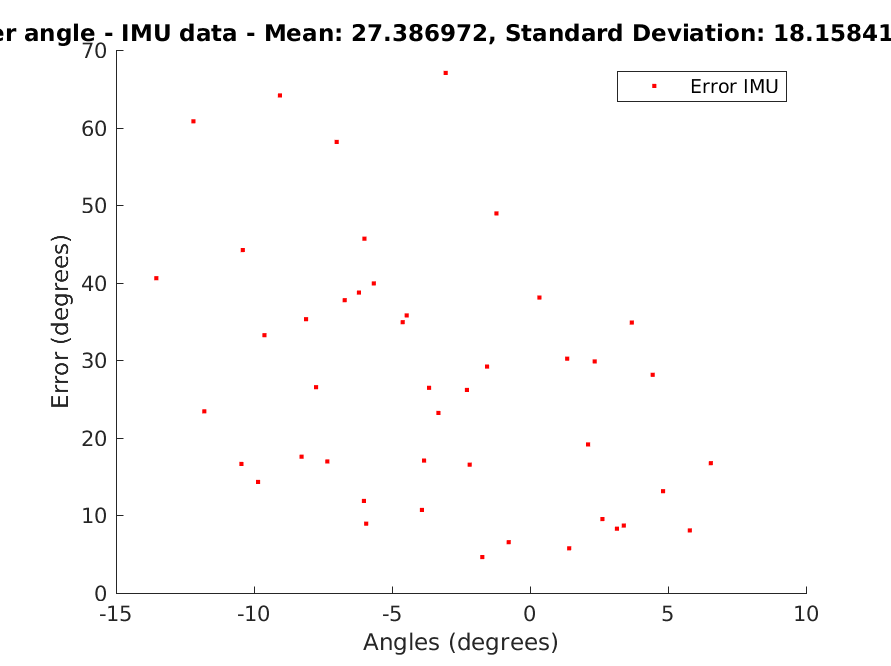 er angle - IMU data - Mean: 27.386972, Standard Deviation: 18.15841
70
Error IMU
60
50
40
30
20
10
0
Error (degrees)
-15 -10 -5 0 5 10
Angles (degrees)